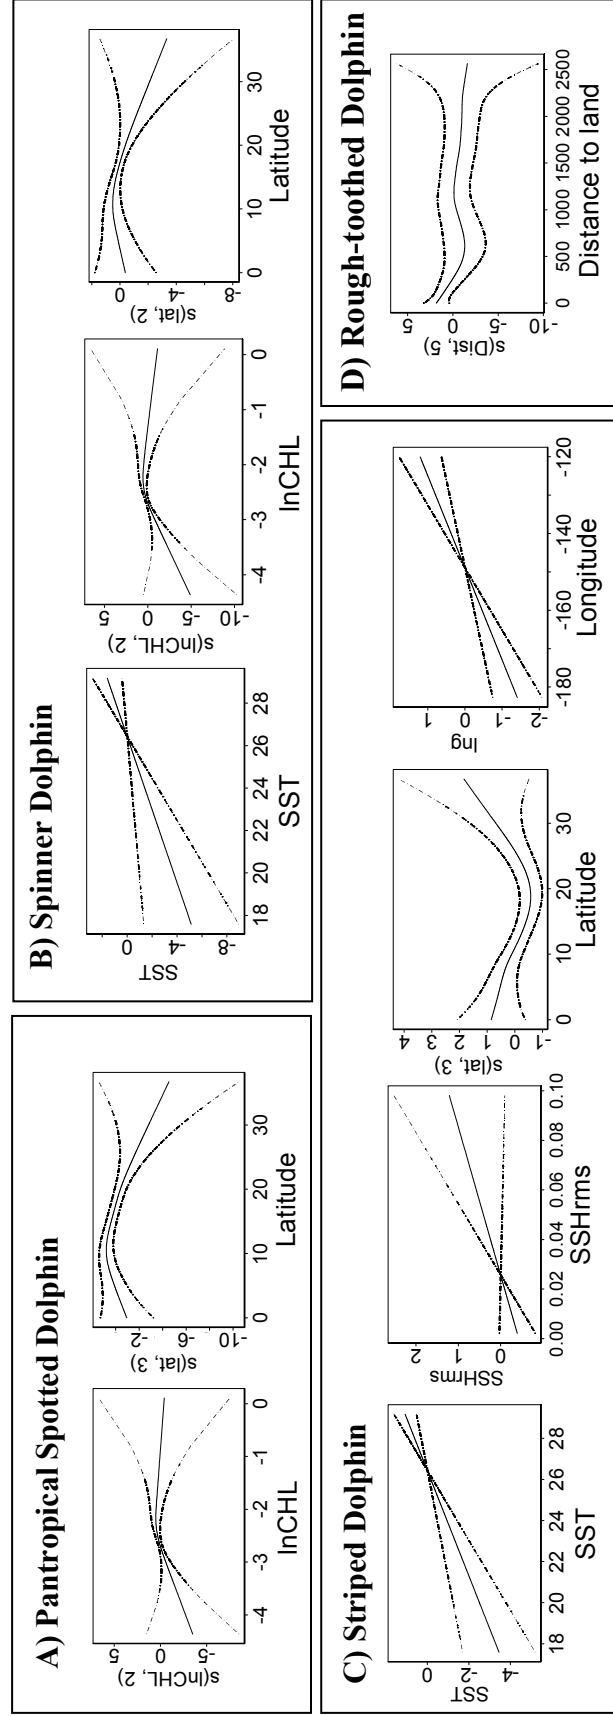 A) Pantropical Spotted Dolphin
s(lnCHL, 2)
5
0
-5
-4 -3 -2 -1 0
lnCHL
s(lat, 3)
-2
-6
-10
0 10 20 30
Latitude
B) Spinner Dolphin
SST
0
-4
-8
18 20 22 24 26 28
SST
s(lnCHL, 2)
5
0
-5
-10
-4 -3 -2 -1 0
lnCHL
s(lat, 2)
0
-4
-8
0 10 20 30
Latitude
C) Striped Dolphin
SST
0
-2
-4
18 20 22 24 26 28
SST
SSHrms
2
1
0
0.00 0.02 0.04 0.06 0.08 0.10
SSHrms
s(lat, 3)
4
3
2
1
0
-1
0 10 20 30
Latitude
lng
1
0
-1
-2
-180 -160 -140 -120
Longitude
D) Rough-toothed Dolphin
s(Dist, 5)
5
0
-5
-10
0 500 1000 1500 2000 2500
Distance to land